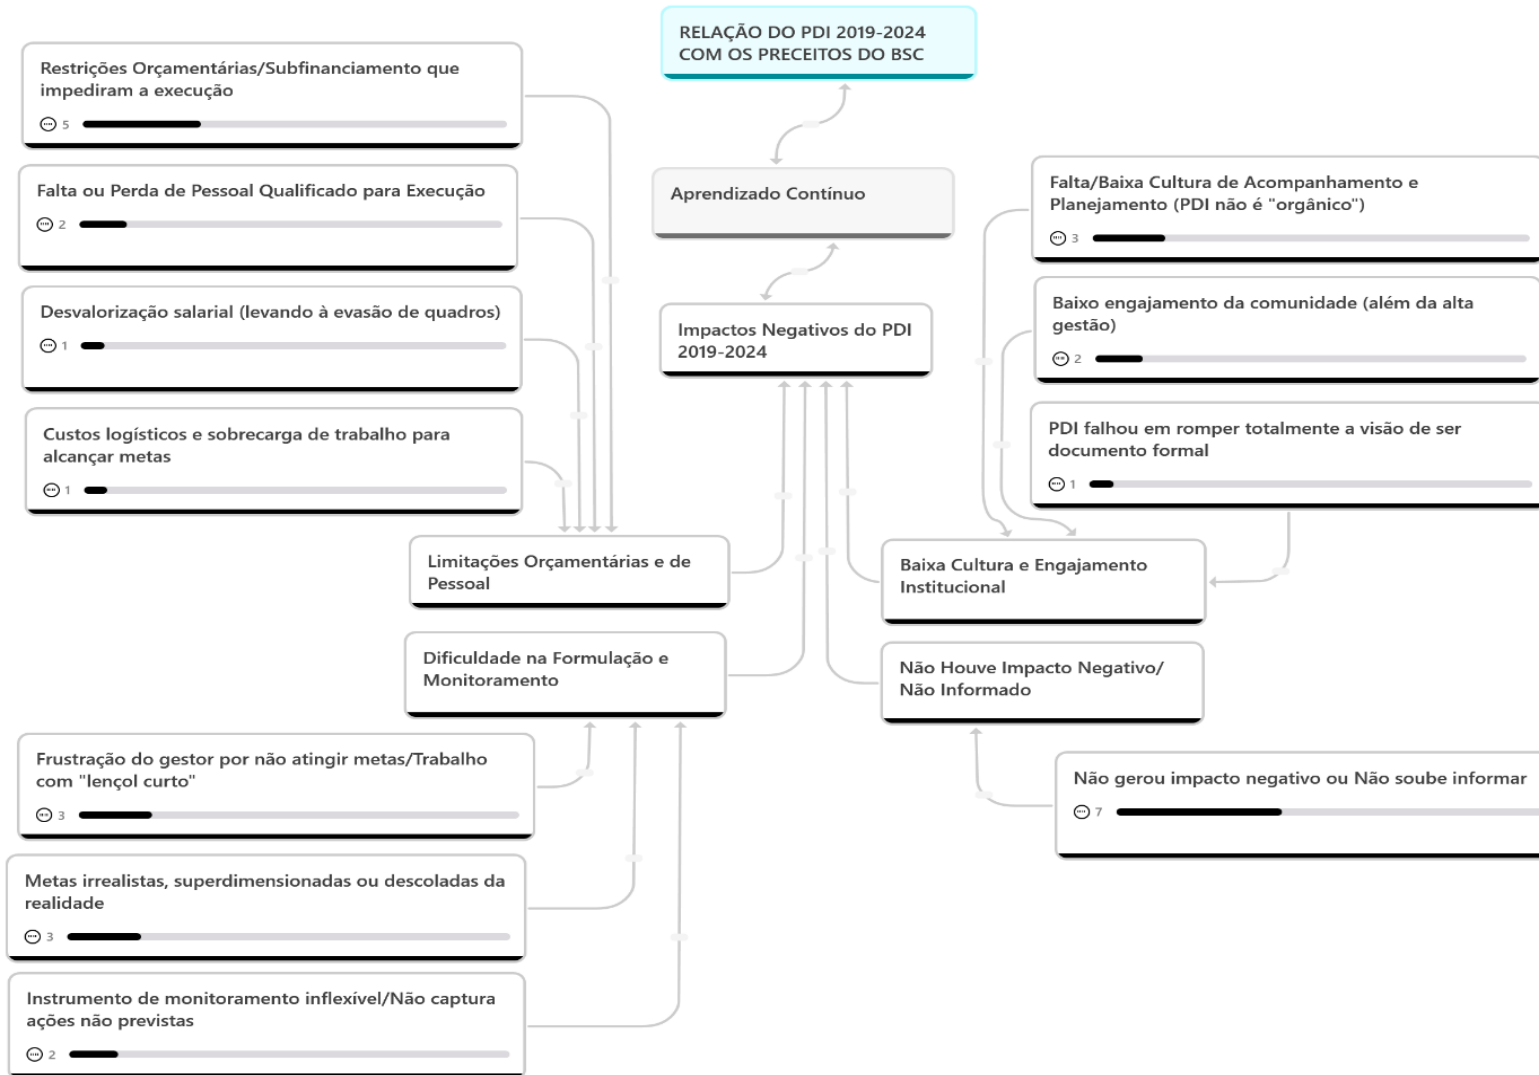 RELAÇÃO DO PDI 2019-2024
COM OS PRECEITOS DO BSC
Restrições Orçamentárias/Subfinanciamento que
impediram a execução
5
Falta ou Perda de Pessoal Qualificado para Execução
2
Desvalorização salarial (levando à evasão de quadros)
1
Custos logísticos e sobrecarga de trabalho para
alcançar metas
1
Aprendizado Contínuo
Impactos Negativos do PDI
2019-2024
Falta/Baixa Cultura de Acompanhamento e
Planejamento (PDI não é "orgânico")
3
Baixo engajamento da comunidade (além da alta
gestão)
2
PDI falhou em romper totalmente a visão de ser
documento formal
1
Limitações Orçamentárias e de
Pessoal
Baixa Cultura e Engajamento
Institucional
Dificuldade na Formulação e
Monitoramento
Não Houve Impacto Negativo/
Não Informado
Frustração do gestor por não atingir metas/Trabalho
com "lençol curto"
3
Não gerou impacto negativo ou Não soube informar
7
Metas irrealistas, superdimensionadas ou descoladas da
realidade
3
Instrumento de monitoramento inflexível/Não captura
ações não previstas
2